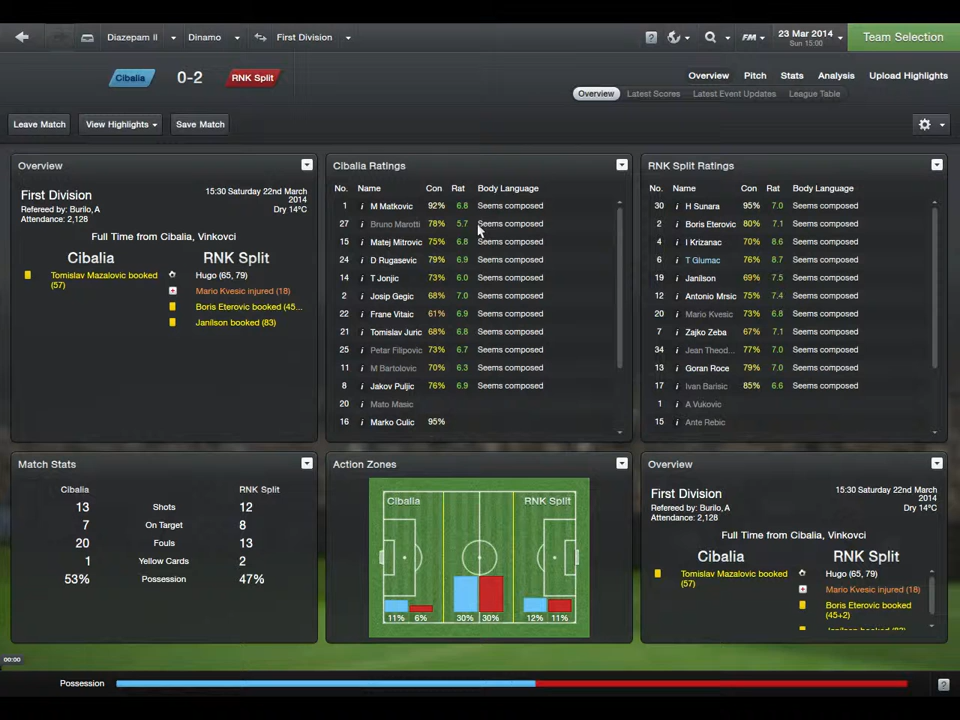 Diazepam II Dinamo First Division FM 23 Mar 2014 Sun 15:00 Team Selection
Cibalia 0-2 RNK Split
Overview Pitch Stats Analysis Upload Highlights
Overview Latest Scores Latest Event Updates League Table
Leave Match View Highlights Save Match
Overview
First Division 15:30 Saturday 22nd March 2014
Refereed by: Burilo, A Dry 14°C
Attendance: 2,128
Full Time from Cibalia, Vinkovci
Cibalia RNK Split
Tomislav Mazalovic booked (57)
Hugo (65, 79)
Mario Kvesic injured (18)
Boris Eterovic booked (45...
Janílson booked (83)
Cibalia Ratings
No. Name Con Rat Body Language
1 i M Matkovic 92% 6.8 Seems composed
27 i Bruno Marotti 78% 5.7 Seems composed
15 i Matej Mitrovic 75% 6.8 Seems composed
24 i D Rugasevic 79% 6.9 Seems composed
14 i T Jonjic 73% 6.0 Seems composed
2 i Josip Gegic 68% 7.0 Seems composed
22 i Frane Vitaic 61% 6.9 Seems composed
21 i Tomislav Juric 68% 6.8 Seems composed
25 i Petar Filipovic 73% 6.7 Seems composed
11 i M Bartolovic 70% 6.3 Seems composed
8 i Jakov Puljic 76% 6.9 Seems composed
20 i Mato Masic
16 i Marko Culic 95%
RNK Split Ratings
No. Name Con Rat Body Language
30 i H Sunara 95% 7.0 Seems composed
2 i Boris Eterovic 80% 7.1 Seems composed
4 i I Krizanac 70% 8.6 Seems composed
6 i T Glumac 76% 8.7 Seems composed
19 i Janílson 69% 7.5 Seems composed
12 i Antonio Mrsic 75% 7.4 Seems composed
20 i Mario Kvesic 73% 6.8 Seems composed
7 i Zajko Zeba 67% 7.1 Seems composed
34 i Jean Theod... 77% 7.0 Seems composed
13 i Goran Roce 79% 7.0 Seems composed
17 i Ivan Barisic 85% 6.6 Seems composed
1 i A Vukovic
15 i Ante Rebic
Match Stats
Cibalia RNK Split
13 Shots 12
7 On Target 8
20 Fouls 13
1 Yellow Cards 2
53% Possession 47%
Action Zones
Cibalia RNK Split
11% 6% 30% 30% 12% 11%
Overview
First Division 15:30 Saturday 22nd March 2014
Refereed by: Burilo, A Dry 14°C
Attendance: 2,128
Full Time from Cibalia, Vinkovci
Cibalia RNK Split
Tomislav Mazalovic booked (57)
Hugo (65, 79)
Mario Kvesic injured (18)
Boris Eterovic booked (45+2)
Janílson booked (83)
00:00
Possession